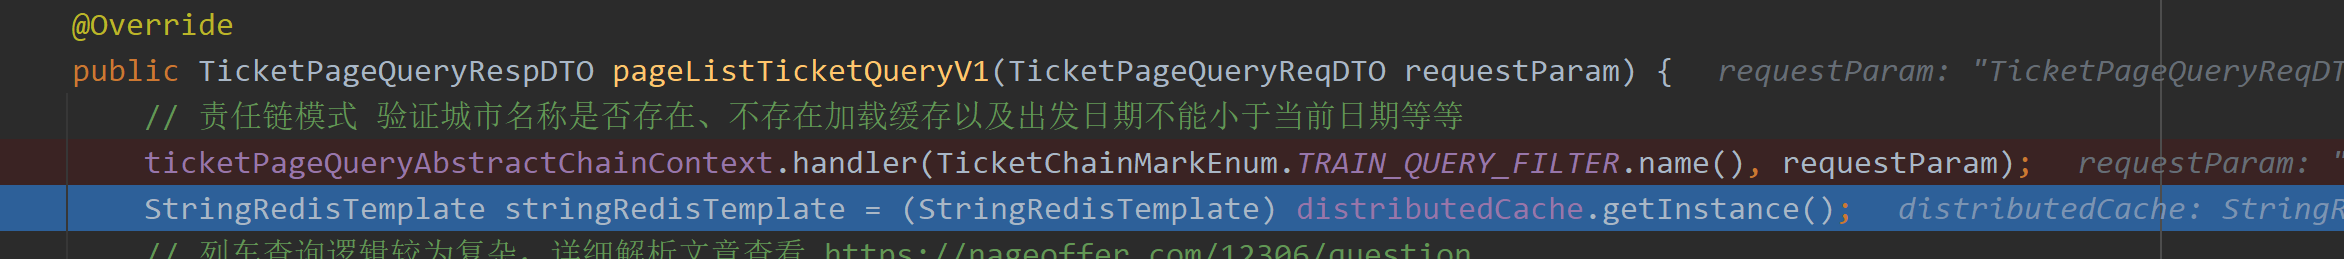 @Override
public TicketPageQueryRespDTO pageListTicketQueryV1(TicketPageQueryReqDTO requestParam) { requestParam: "TicketPageQueryReqDT
// 责任链模式 验证城市名称是否存在、不存在加载缓存以及出发日期不能小于当前日期等等
ticketPageQueryAbstractChainContext.handler(TicketChainMarkEnum.TRAIN_QUERY_FILTER.name(), requestParam); requestParam: "
StringRedisTemplate stringRedisTemplate = (StringRedisTemplate) distributedCache.getInstance(); distributedCache: StringR
// 列车查询逻辑较为复杂，详细解析文章查看 https://nageoffer.com/12306/question